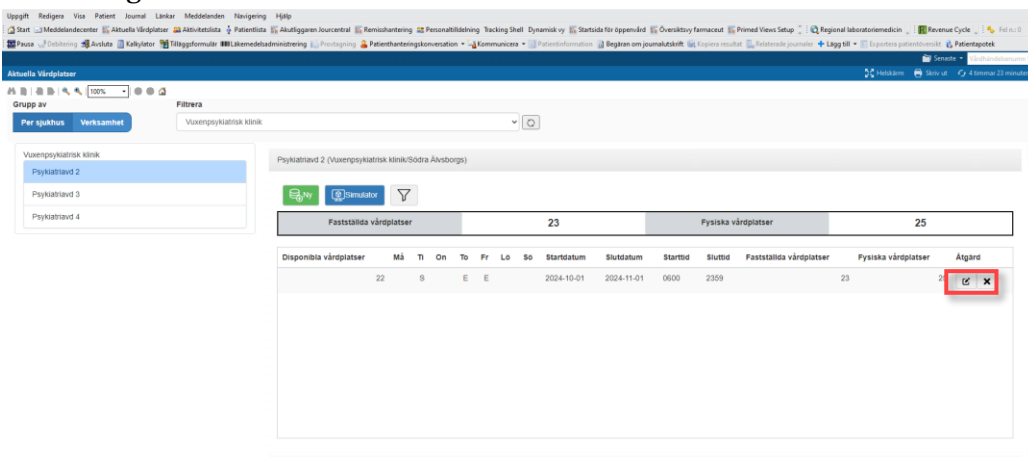 Uppgift Redigera Visa Patient Journal Länkar Meddelanden Navigering Hjälp
Start Meddelandecenter Aktuella Vårdplatser Aktivitetslista Patientlista Akutliggaren Jourcentral Remisshantering Personaltilldelning Tracking Shell Dynamisk vy Startsida för öppenvård Översiktsvy farmaceut Primed Views Setup Regional laboratoriemedicin Revenue Cycle Fel n.: 0
Pausa Debitering Avsluta Kalkylator Tilläggsformulär Läkemedelsadministrering Provtagning Patienthanteringskonversation Kommunicera Patientinformation Begäran om journalutskrift Kopiera resultat Relaterade journaler Lägg till Exportera patientöversikt Patientapotek
Senaste
Aktuella Vårdplatser Helskärm Skriv ut 4 timmar 23 minuter
100%
Grupp av Filtrera
Per sjukhus Verksamhet Vuxenpsykiatrisk klinik
Vuxenpsykiatrisk klinik
Psykiatriavd 2
Psykiatriavd 3
Psykiatriavd 4
Psykiatriavd 2 (Vuxenpsykiatrisk klinik/Södra Älvsborgs)
Ny Simulator
Fastställda vårdplatser 23 Fysiska vårdplatser 25
Disponibla vårdplatser Må Ti On To Fr Lö Sö Startdatum Slutdatum Starttid Sluttid Fastställda vårdplatser Fysiska vårdplatser Åtgärd
22 S E E 2024-10-01 2024-11-01 0600 2359 23